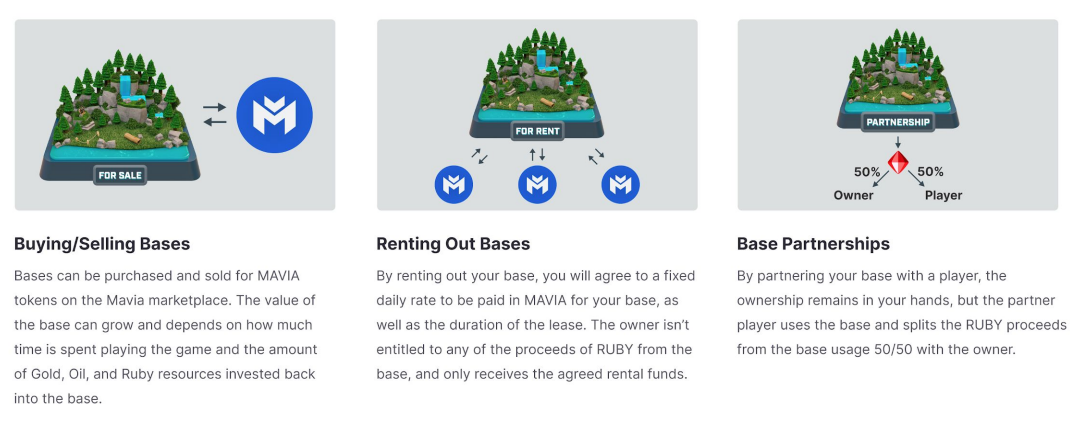 FOR SALE
Buying/Selling Bases
Bases can be purchased and sold for MAVIA
tokens on the Mavia marketplace. The value of
the base can grow and depends on how much
time is spent playing the game and the amount
of Gold, Oil, and Ruby resources invested back
into the base.
FOR RENT
Renting Out Bases
By renting out your base, you will agree to a fixed
daily rate to be paid in MAVIA for your base, as
well as the duration of the lease. The owner isn't
entitled to any of the proceeds of RUBY from the
base, and only receives the agreed rental funds.
PARTNERSHIP
50% 50%
Owner Player
Base Partnerships
By partnering your base with a player, the
ownership remains in your hands, but the partner
player uses the base and splits the RUBY proceeds
from the base usage 50/50 with the owner.